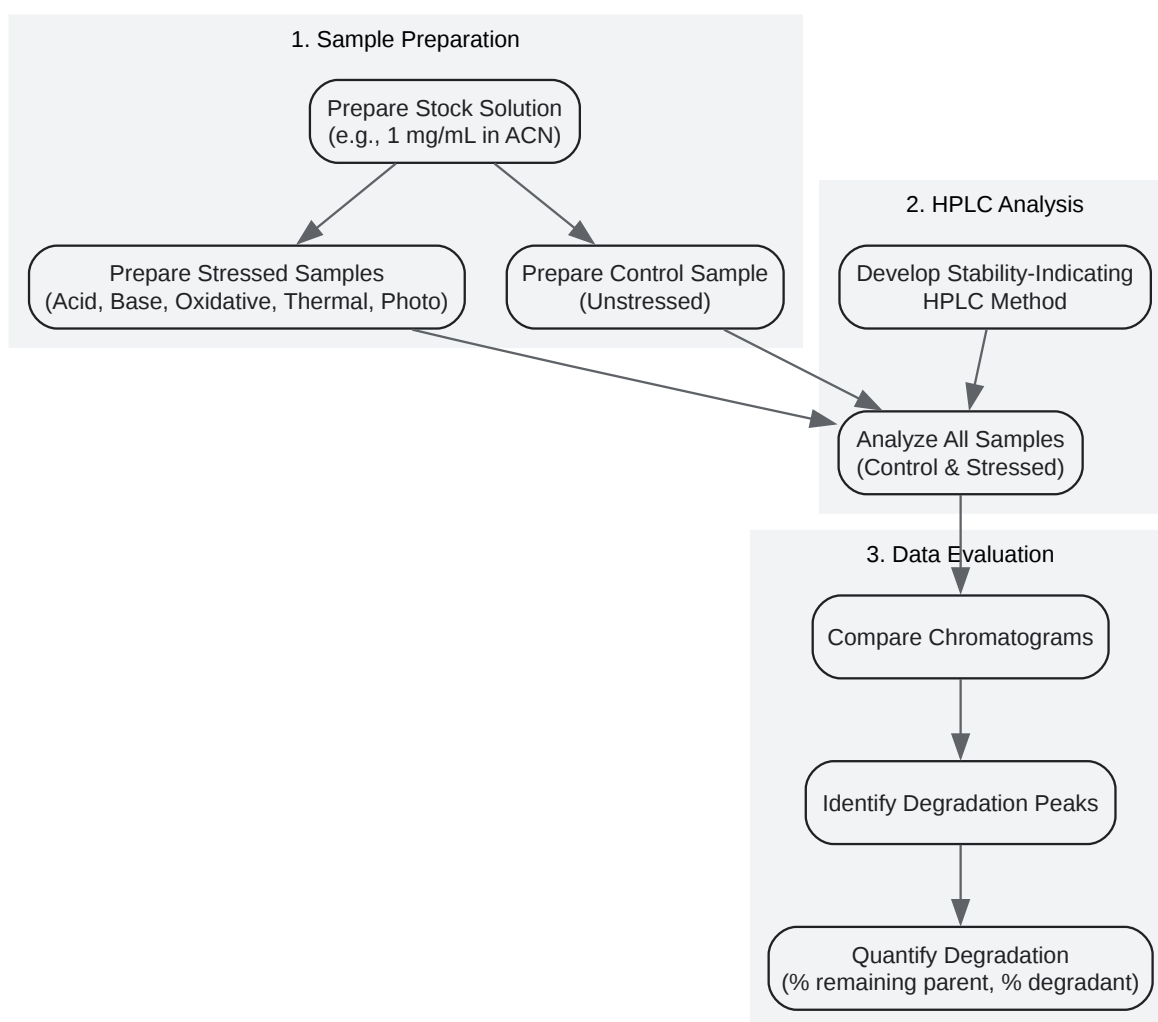 1. Sample Preparation
Prepare Stock Solution
(e.g., 1 mg/mL in ACN)
Prepare Stressed Samples
(Acid, Base, Oxidative, Thermal, Photo)
Prepare Control Sample
(Unstressed)
2. HPLC Analysis
Develop Stability-Indicating
HPLC Method
Analyze All Samples
(Control & Stressed)
3. Data Evaluation
Compare Chromatograms
Identify Degradation Peaks
Quantify Degradation
(% remaining parent, % degradant)